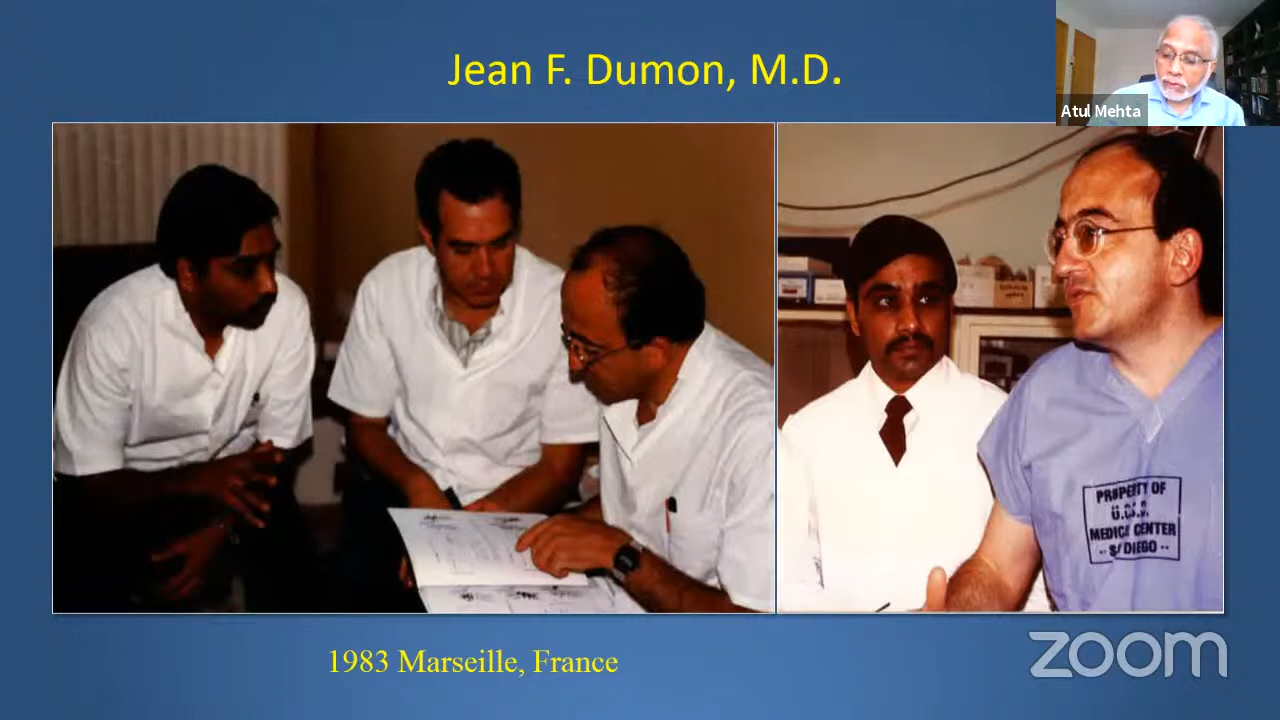 Jean F. Dumon, M.D.
Atul Mehta
PROPERTY OF
MEDICAL CENTER
1983 Marseille, France
zoom